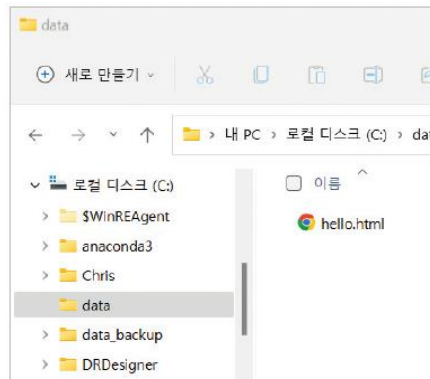 data
새로 만들기
내 PC > 로컬 디스크 (C:) >
로컬 디스크 (C:)
이름
$WinREAgent
hello.html
anaconda3
Chris
data
data_backup
DRDesigner